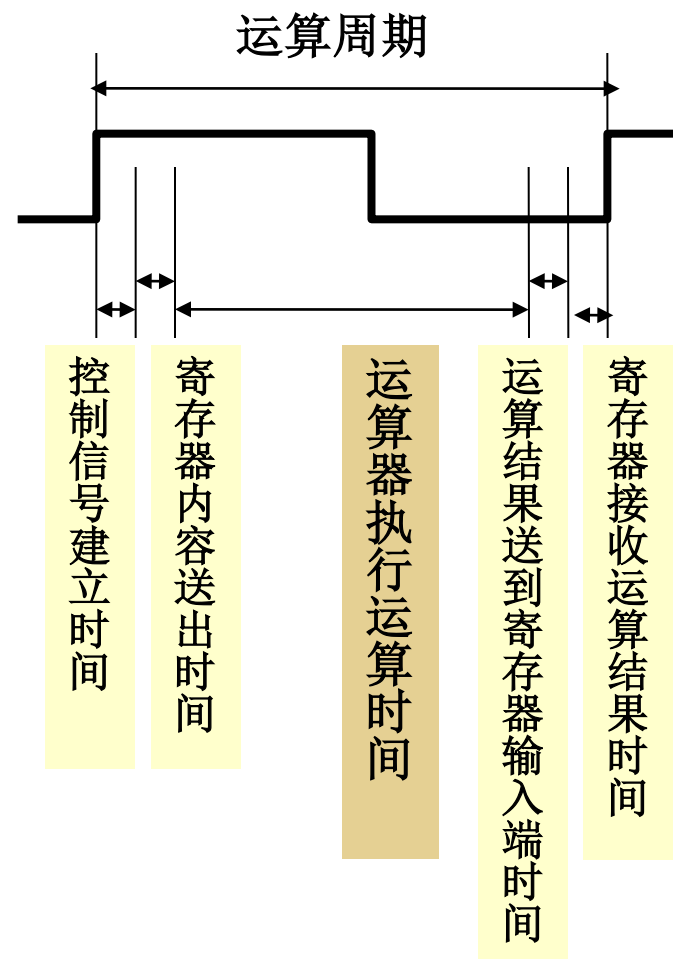 运算周期
控制信号建立时间
寄存器内容送出时间
运算器执行运算时间
运算结果送到寄存器输入端时间
寄存器接收运算结果时间